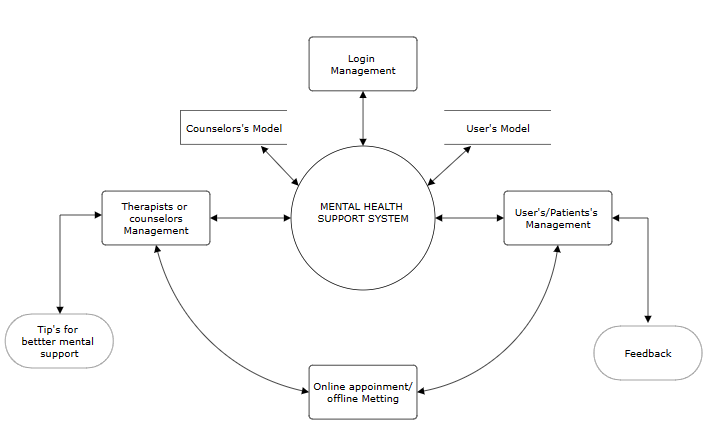 Login
Management
Counselors's Model
User's Model
MENTAL HEALTH
SUPPORT SYSTEM
Therapists or
counselors
Management
User's/Patients's
Management
Tip's for
bettter mental
support
Feedback
Online appoinment/
offline Metting